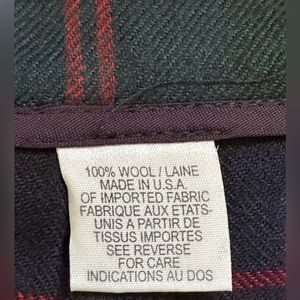 100% WOOL / LAINE
MADE IN U.S.A.
OF IMPORTED FABRIC
FABRIQUE AUX ETATS-
UNIS A PARTIR DE
TISSUS IMPORTES
SEE REVERSE
FOR CARE
INDICATIONS AU DOS